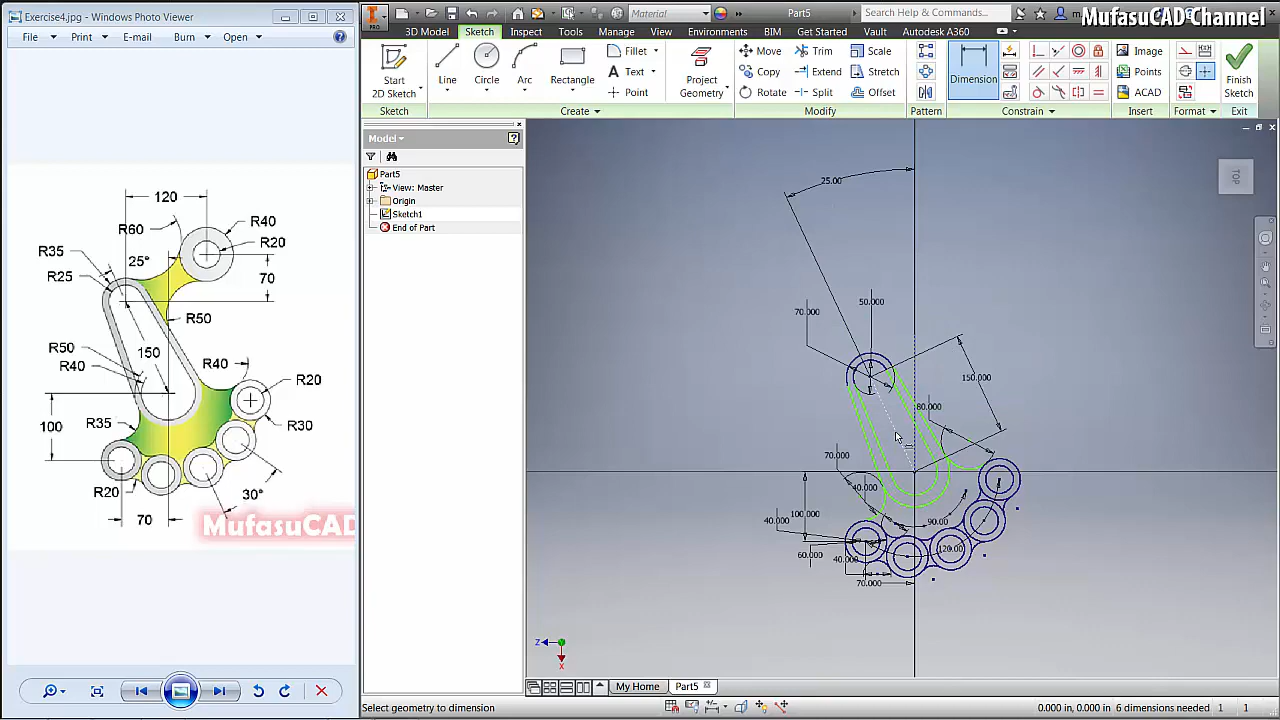 Exercise4.jpg - Windows Photo Viewer
File Print E-mail Burn Open
120
R60
R40
R20
R35
25°
R25
70
R50
150
R50
R40
R40
R20
100
R35
R30
R20
30°
70
MufasuCAD
Material
Part5
Search Help & Commands...
MufasuCADChannel
3D Model Sketch Inspect Tools Manage View Environments BIM Get Started Vault Autodesk A360
Start
2D Sketch
Line
Circle
Arc
Rectangle
Fillet
Text
Point
Project
Geometry
Move
Copy
Rotate
Trim
Extend
Split
Scale
Stretch
Offset
Dimension
Image
Points
ACAD
Finish
Sketch
Sketch Create Modify Pattern Constrain Insert Format Exit
Model
Part5
View: Master
Origin
Sketch1
End of Part
TOP
25.00
50.000
70.000
150.000
80.000
70.000
40.000
100.000
90.00
40.000
(120.00)
60.000
40.000
70.000
Z
X
My Home Part5
Select geometry to dimension
0.000 in, 0.000 in 6 dimensions needed 1 1